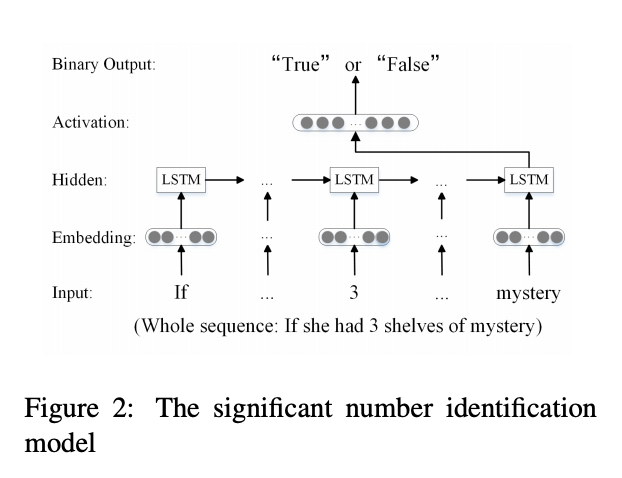 Binary Output: “True” or “False”
Activation: ...
Hidden: LSTM ... LSTM ... LSTM
Embedding: ... ... ... ... ...
Input: If ... 3 ... mystery
(Whole sequence: If she had 3 shelves of mystery)
Figure 2: The significant number identification
model